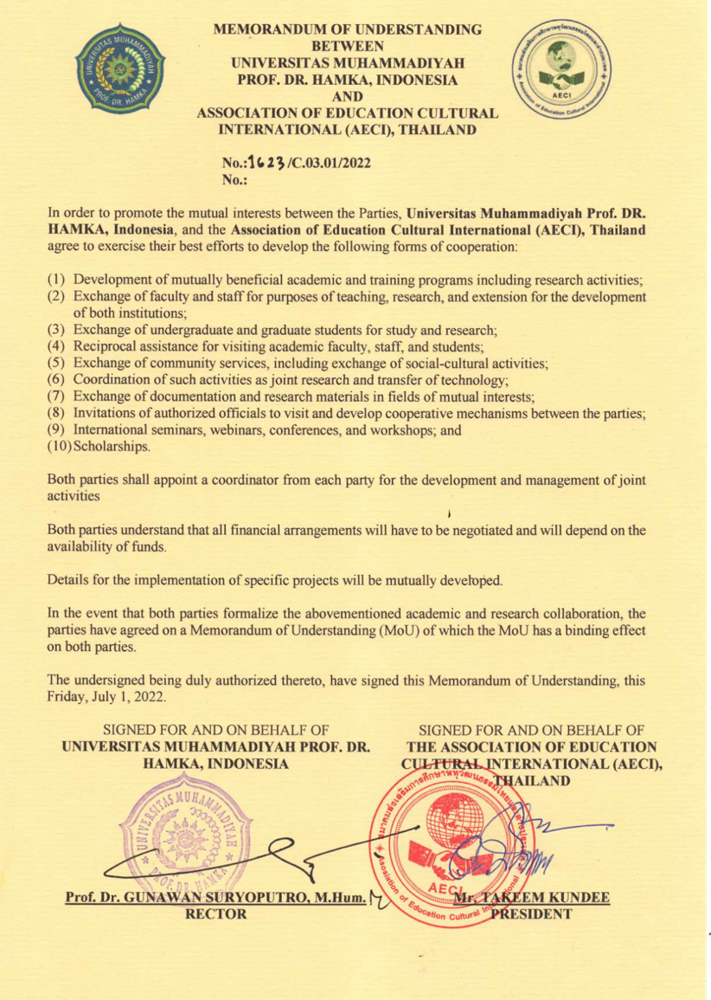 UNIVERSITAS MUHAMMADIYAH
PROF. DR. HAMKA
MEMORANDUM OF UNDERSTANDING
BETWEEN
UNIVERSITAS MUHAMMADIYAH
PROF. DR. HAMKA, INDONESIA
AND
ASSOCIATION OF EDUCATION CULTURAL
INTERNATIONAL (AECI), THAILAND
AECI
Association of Education Cultural International
No.:1623/C.03.01/2022
No.:
In order to promote the mutual interests between the Parties, Universitas Muhammadiyah Prof. DR.
HAMKA, Indonesia, and the Association of Education Cultural International (AECI), Thailand
agree to exercise their best efforts to develop the following forms of cooperation:
(1) Development of mutually beneficial academic and training programs including research activities;
(2) Exchange of faculty and staff for purposes of teaching, research, and extension for the development
of both institutions;
(3) Exchange of undergraduate and graduate students for study and research;
(4) Reciprocal assistance for visiting academic faculty, staff, and students;
(5) Exchange of community services, including exchange of social-cultural activities;
(6) Coordination of such activities as joint research and transfer of technology;
(7) Exchange of documentation and research materials in fields of mutual interests;
(8) Invitations of authorized officials to visit and develop cooperative mechanisms between the parties;
(9) International seminars, webinars, conferences, and workshops; and
(10)Scholarships.
Both parties shall appoint a coordinator from each party for the development and management of joint
activities
Both parties understand that all financial arrangements will have to be negotiated and will depend on the
availability of funds.
Details for the implementation of specific projects will be mutually developed.
In the event that both parties formalize the abovementioned academic and research collaboration, the
parties have agreed on a Memorandum of Understanding (MoU) of which the MoU has a binding effect
on both parties.
The undersigned being duly authorized thereto, have signed this Memorandum of Understanding, this
Friday, July 1, 2022.
SIGNED FOR AND ON BEHALF OF
UNIVERSITAS MUHAMMADIYAH PROF. DR.
HAMKA, INDONESIA
UNIVERSITAS MUHAMMADIYAH
PROF. DR. HAMKA
Prof. Dr. GUNAWAN SURYOPUTRO, M.Hum.
RECTOR
SIGNED FOR AND ON BEHALF OF
THE ASSOCIATION OF EDUCATION
CULTURAL INTERNATIONAL (AECI),
THAILAND
AECI
Association of Education Cultural International
Mr. TAKEEM KUNDEE
PRESIDENT